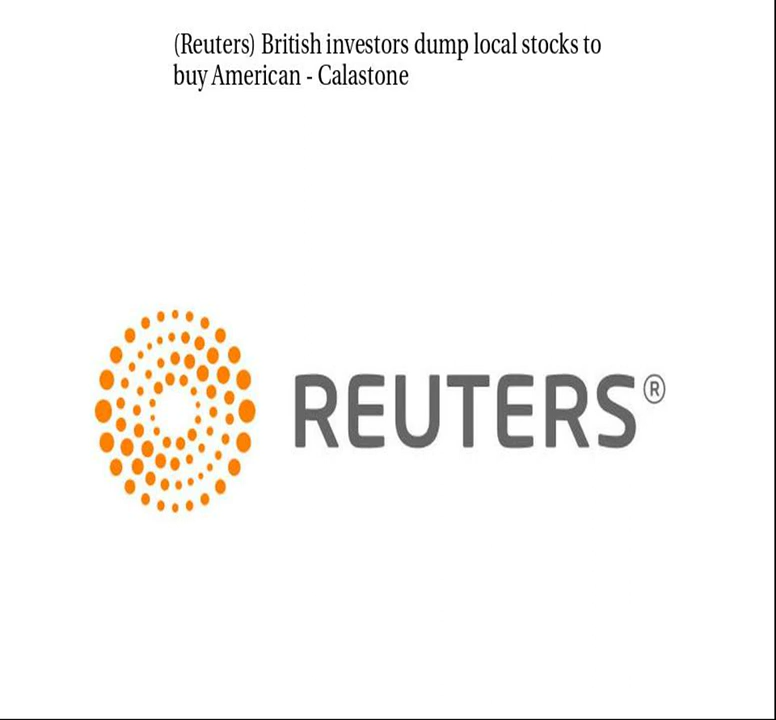 (Reuters) British investors dump local stocks to
buy American - Calastone
REUTERS®